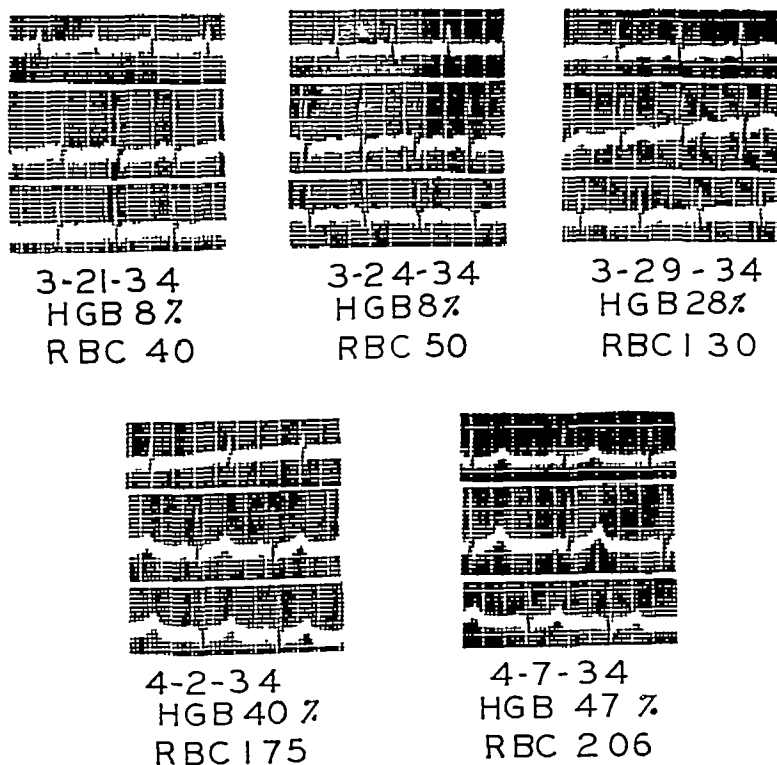 3-21-34
HGB 8%
RBC 40
3-24-34
HGB 8%
RBC 50
3-29-34
HGB 28%
RBC 130
4-2-34
HGB 40 %
RBC 175
4-7-34
HGB 47 %
RBC 206